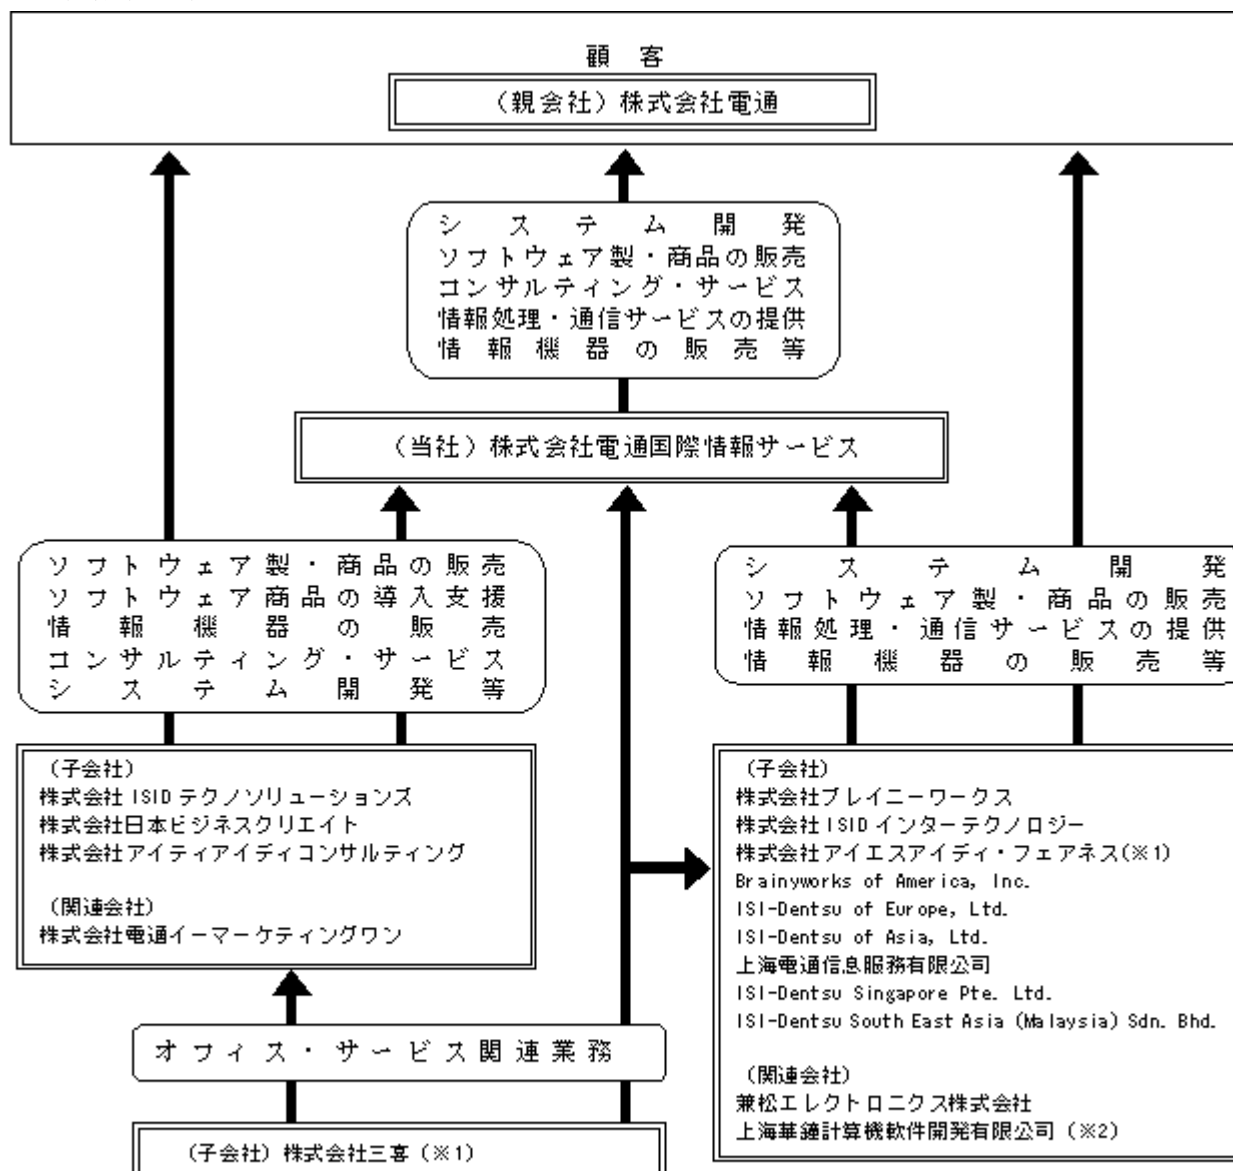 顧客
（親会社）株式会社電通
システム開発
ソフトウェア製・商品の販売
コンサルティング・サービス
情報処理・通信サービスの提供
情報機器の販売等
（当社）株式会社電通国際情報サービス
ソフトウェア製・商品の販売
ソフトウェア商品の導入支援
情報機器の販売
コンサルティング・サービス
システム開発等
システム開発
ソフトウェア製・商品の販売
情報処理・通信サービスの提供
情報機器の販売等
（子会社）
株式会社ISIDテクノソリューションズ
株式会社日本ビジネスクリエイト
株式会社アイティアイディコンサルティング
（関連会社）
株式会社電通イーマーケティングワン
（子会社）
株式会社ブレイニーワークス
株式会社ISIDインターテクノロジー
株式会社アイエスアイディ・フェアネス(※1)
Brainyworks of America, Inc.
ISI-Dentsu of Europe, Ltd.
ISI-Dentsu of Asia, Ltd.
上海電通信息服務有限公司
ISI-Dentsu Singapore Pte. Ltd.
ISI-Dentsu South East Asia (Malaysia) Sdn. Bhd.
（関連会社）
兼松エレクトロニクス株式会社
上海華鐘計算機軟件開発有限公司（※2）
オフィス・サービス関連業務
（子会社）株式会社三喜（※1）